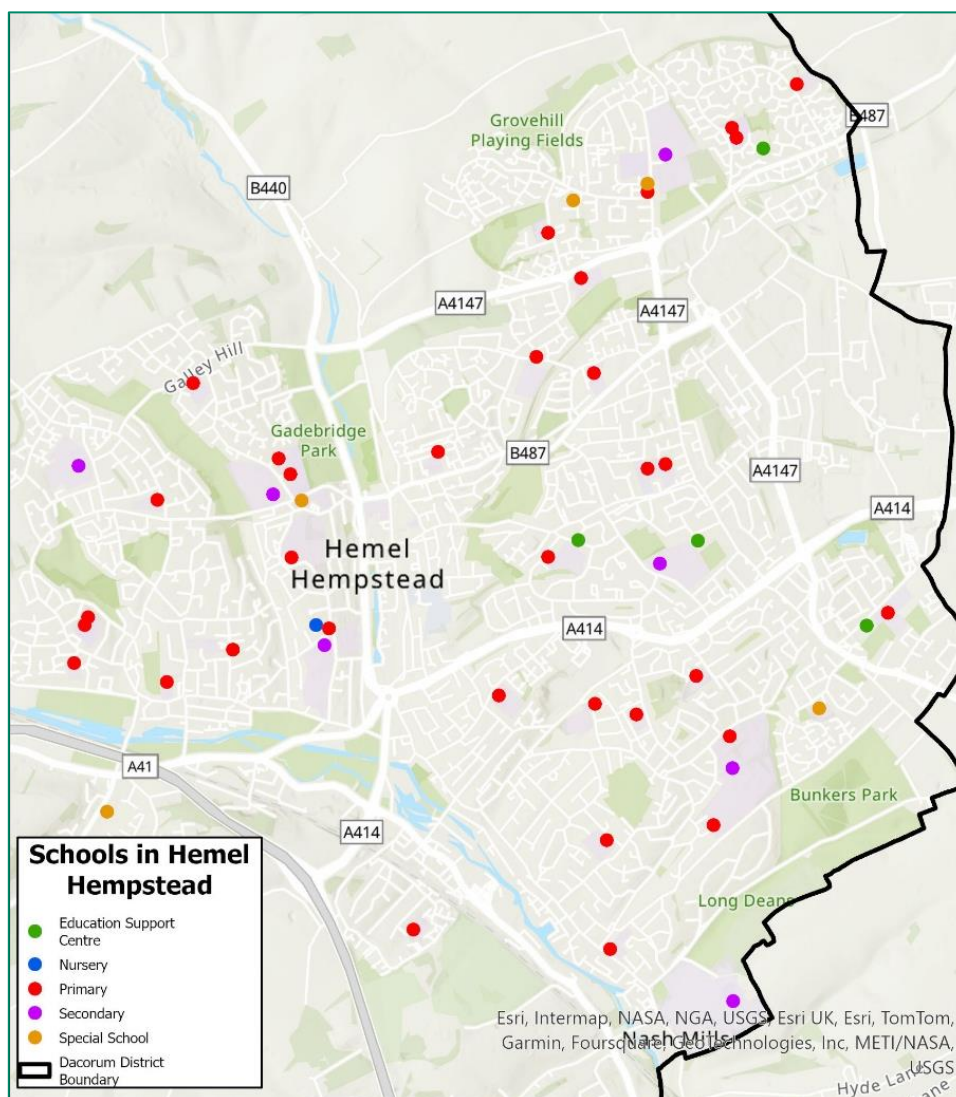 Grovehill
Playing Fields
B487
B440
A4147
A4147
Galley Hill
Gadebridge
Park
B487
A4147
A414
Hemel
Hempstead
A414
A41
Bunkers Park
A414
Long Deans
Schools in Hemel
Hempstead
Education Support
Centre
Nursery
Primary
Secondary
Special School
Dacorum District
Boundary
Esri, Intermap, NASA, NGA, USGS, Esri UK, Esri, TomTom,
Garmin, Foursquare, GeoTechnologies, Inc, METI/NASA,
USGS
Nash Mills
Hyde Lane
ane